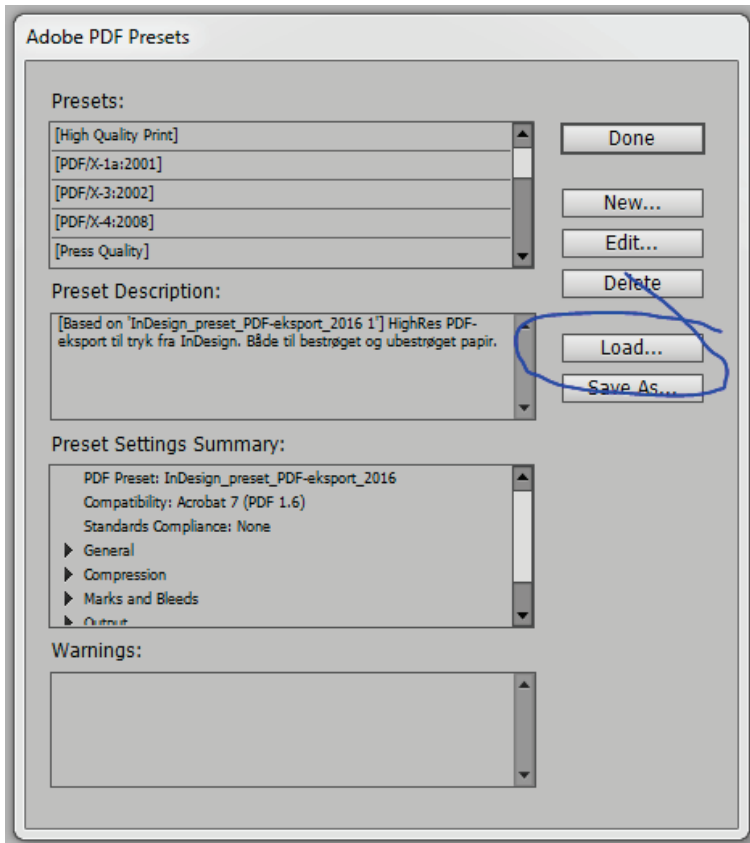 Adobe PDF Presets
Presets:
[High Quality Print]
[PDF/X-1a:2001]
[PDF/X-3:2002]
[PDF/X-4:2008]
[Press Quality]
Done
New...
Edit...
Delete
Load...
Save As...
Preset Description:
[Based on 'InDesign_preset_PDF-eksport_2016 1'] HighRes PDF-
eksport til tryk fra InDesign. Både til bestrøget og ubestrøget papir.
Preset Settings Summary:
PDF Preset: InDesign_preset_PDF-eksport_2016
Compatibility: Acrobat 7 (PDF 1.6)
Standards Compliance: None
General
Compression
Marks and Bleeds
Output
Warnings: